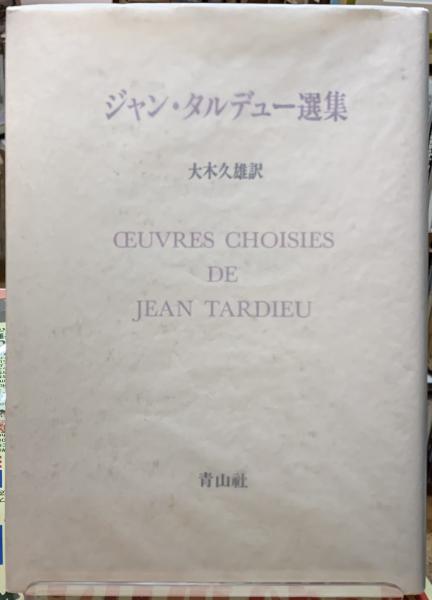 ジャン・タルデュー選集
大木久雄訳
ŒUVRES CHOISIES
DE
JEAN TARDIEU
青山社